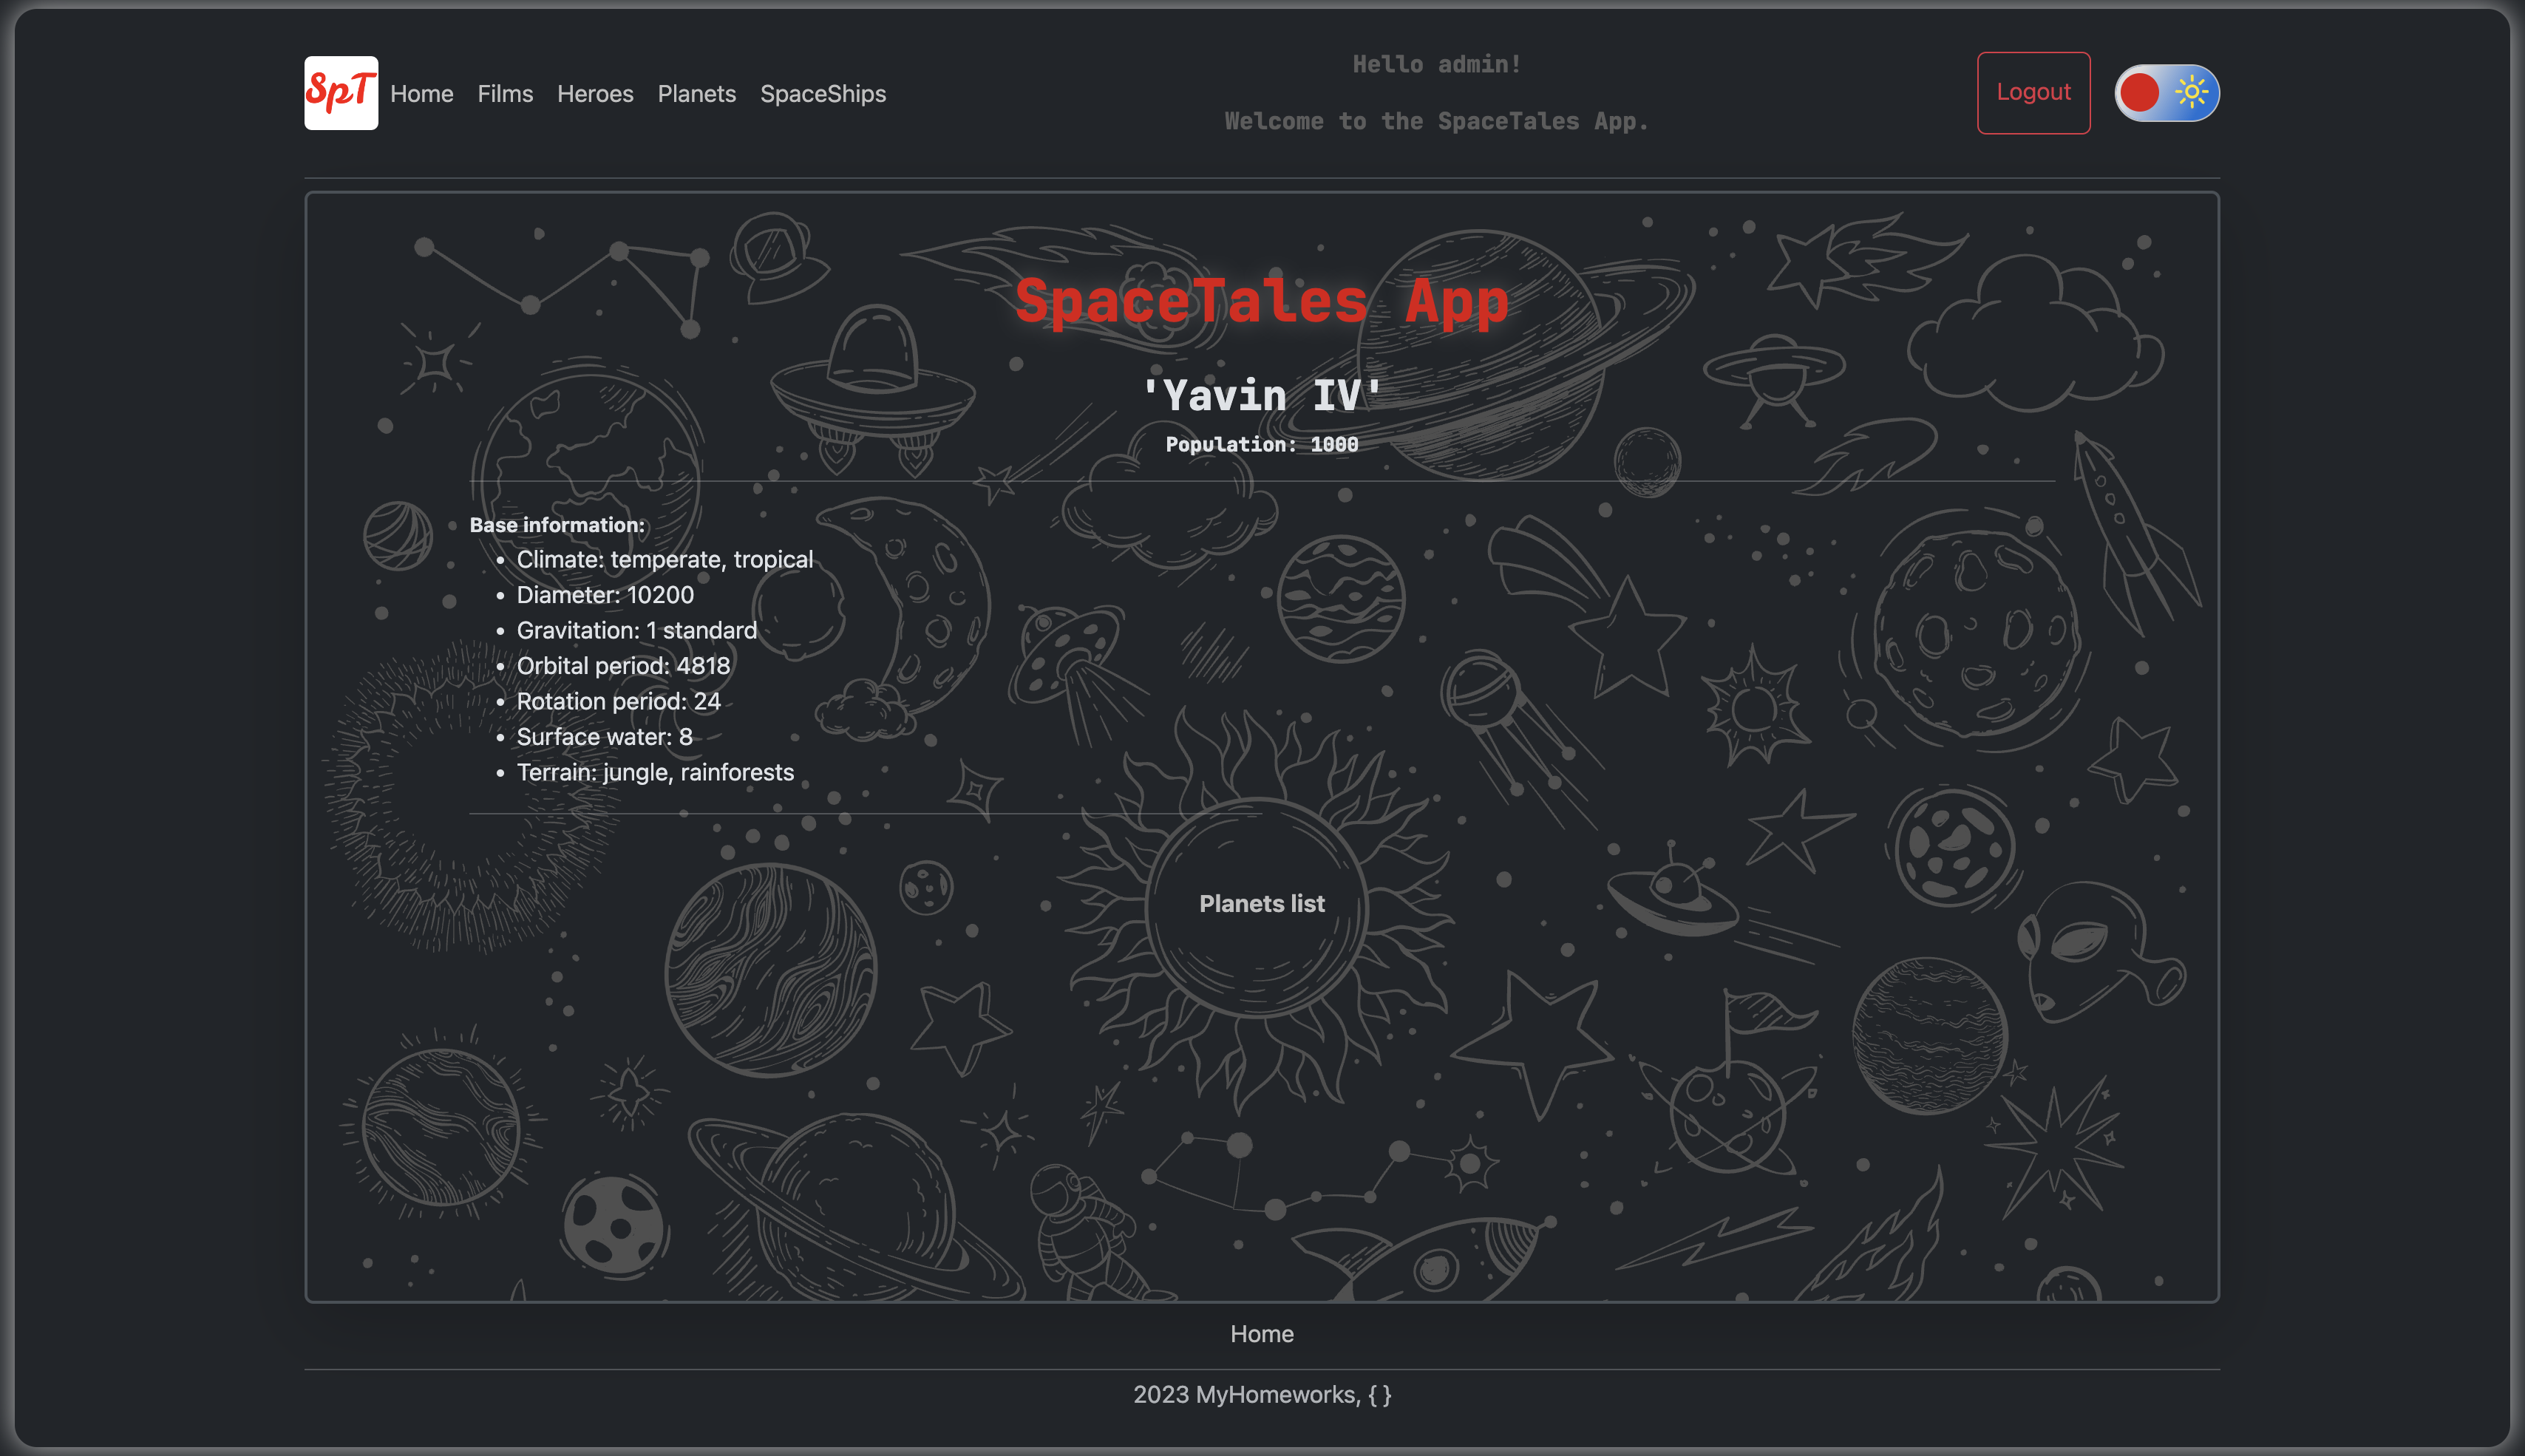 SpT
Home Films Heroes Planets SpaceShips
Hello admin!
Welcome to the SpaceTales App.
Logout
SpaceTales App
'Yavin IV'
Population: 1000
Base information:
• Climate: temperate, tropical
• Diameter: 10200
• Gravitation: 1 standard
• Orbital period: 4818
• Rotation period: 24
• Surface water: 8
• Terrain: jungle, rainforests
Planets list
Home
2023 MyHomeworks, { }